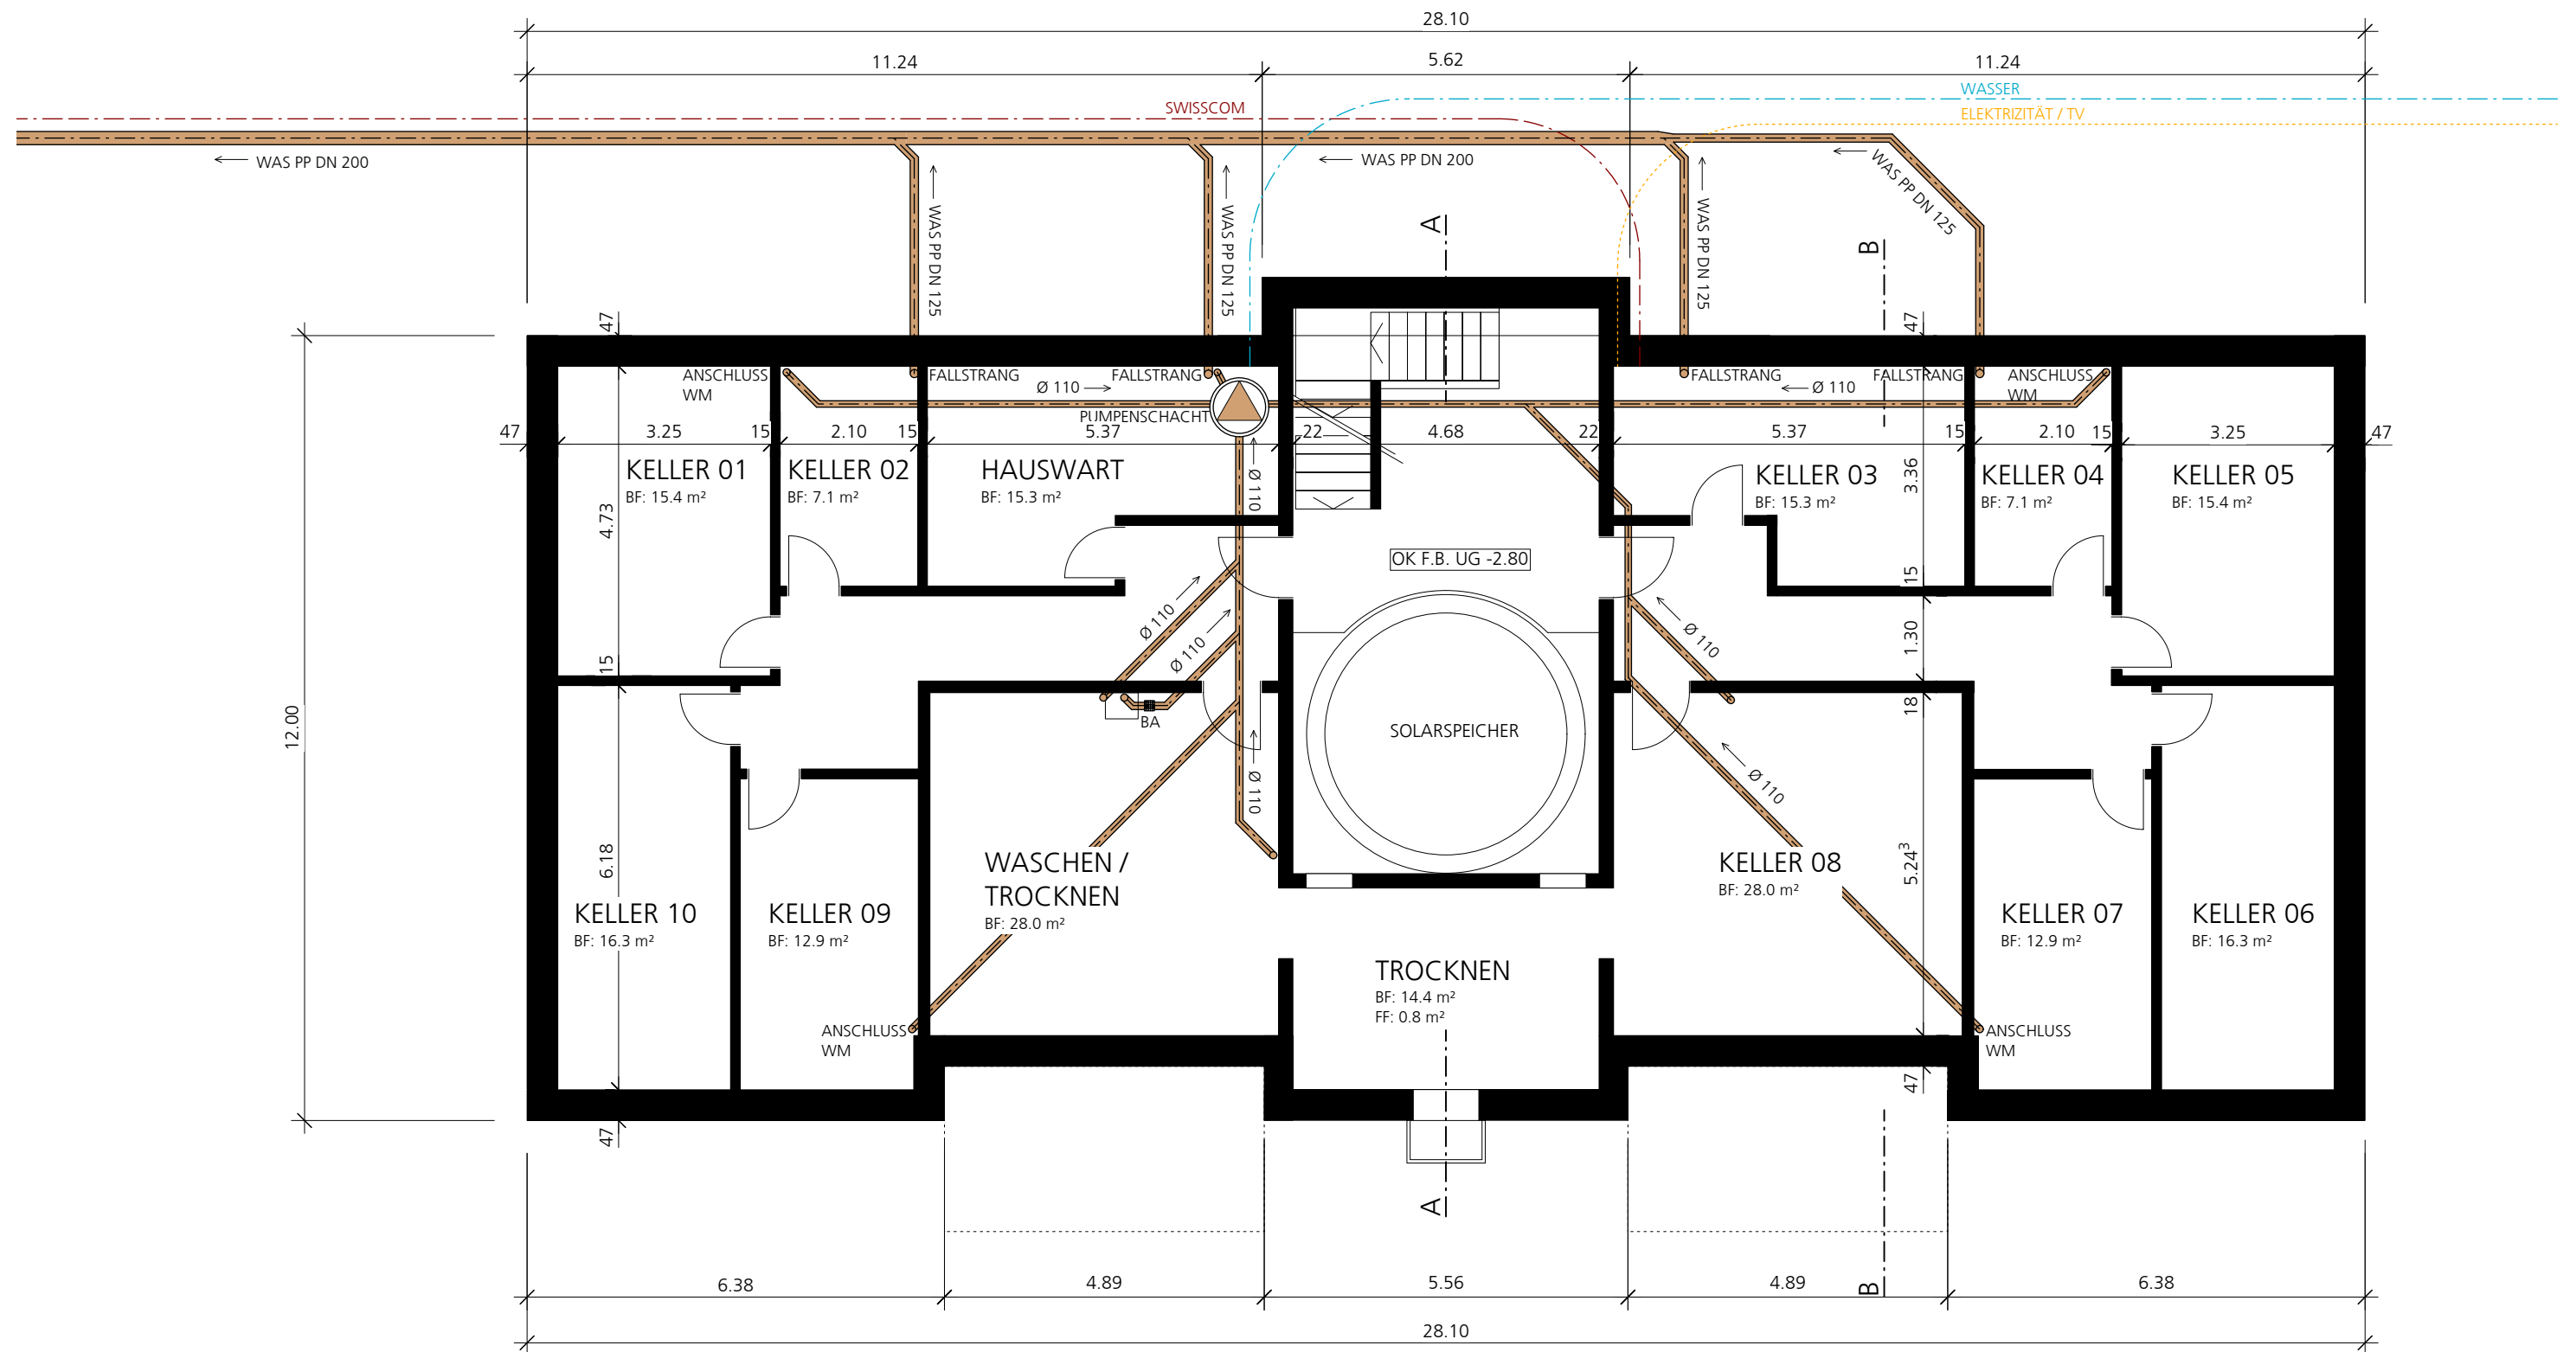 28.10
11.24
5.62
11.24
WASSER
SWISSCOM
ELEKTRIZITÄT / TV
WAS PP DN 200
WAS PP DN 200
WAS PP DN 125
WAS PP DN 125
WAS PP DN 125
WAS PP DN 125
A
B
47
47
ANSCHLUSS
WM
FALLSTRANG
Ø 110
FALLSTRANG
PUMPENSCHACHT
FALLSTRANG
Ø 110
FALLSTRANG
ANSCHLUSS
WM
47
3.25
15
2.10
15
5.37
22
4.68
22
5.37
15
2.10
15
3.25
47
KELLER 01
BF: 15.4 m²
KELLER 02
BF: 7.1 m²
HAUSWART
BF: 15.3 m²
Ø 110
KELLER 03
BF: 15.3 m²
3.36
KELLER 04
BF: 7.1 m²
KELLER 05
BF: 15.4 m²
4.73
OK F.B. UG -2.80
15
Ø 110
Ø 110
Ø 110
1.30
15
12.00
BA
SOLARSPEICHER
18
Ø 110
Ø 110
6.18
WASCHEN /
TROCKNEN
BF: 28.0 m²
KELLER 08
BF: 28.0 m²
5.24³
KELLER 10
BF: 16.3 m²
KELLER 09
BF: 12.9 m²
KELLER 07
BF: 12.9 m²
KELLER 06
BF: 16.3 m²
TROCKNEN
BF: 14.4 m²
FF: 0.8 m²
ANSCHLUSS
WM
ANSCHLUSS
WM
47
47
A
B
6.38
4.89
5.56
4.89
6.38
28.10